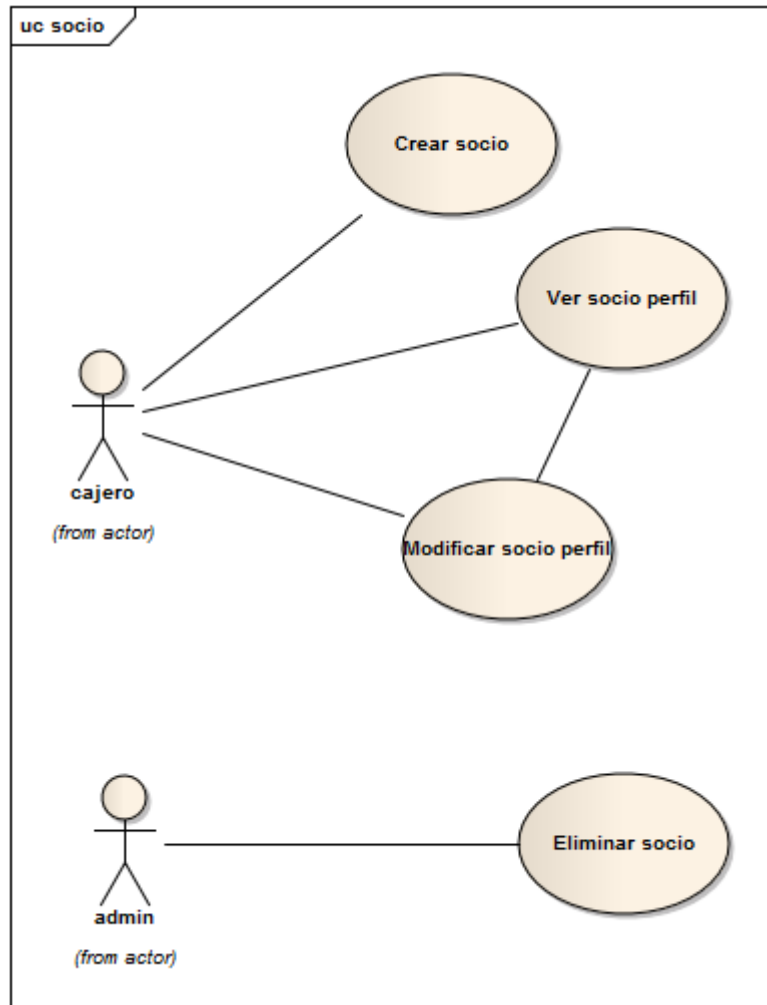 uc socio
Crear socio
Ver socio perfil
cajero
(from actor)
Modificar socio perfil
Eliminar socio
admin
(from actor)